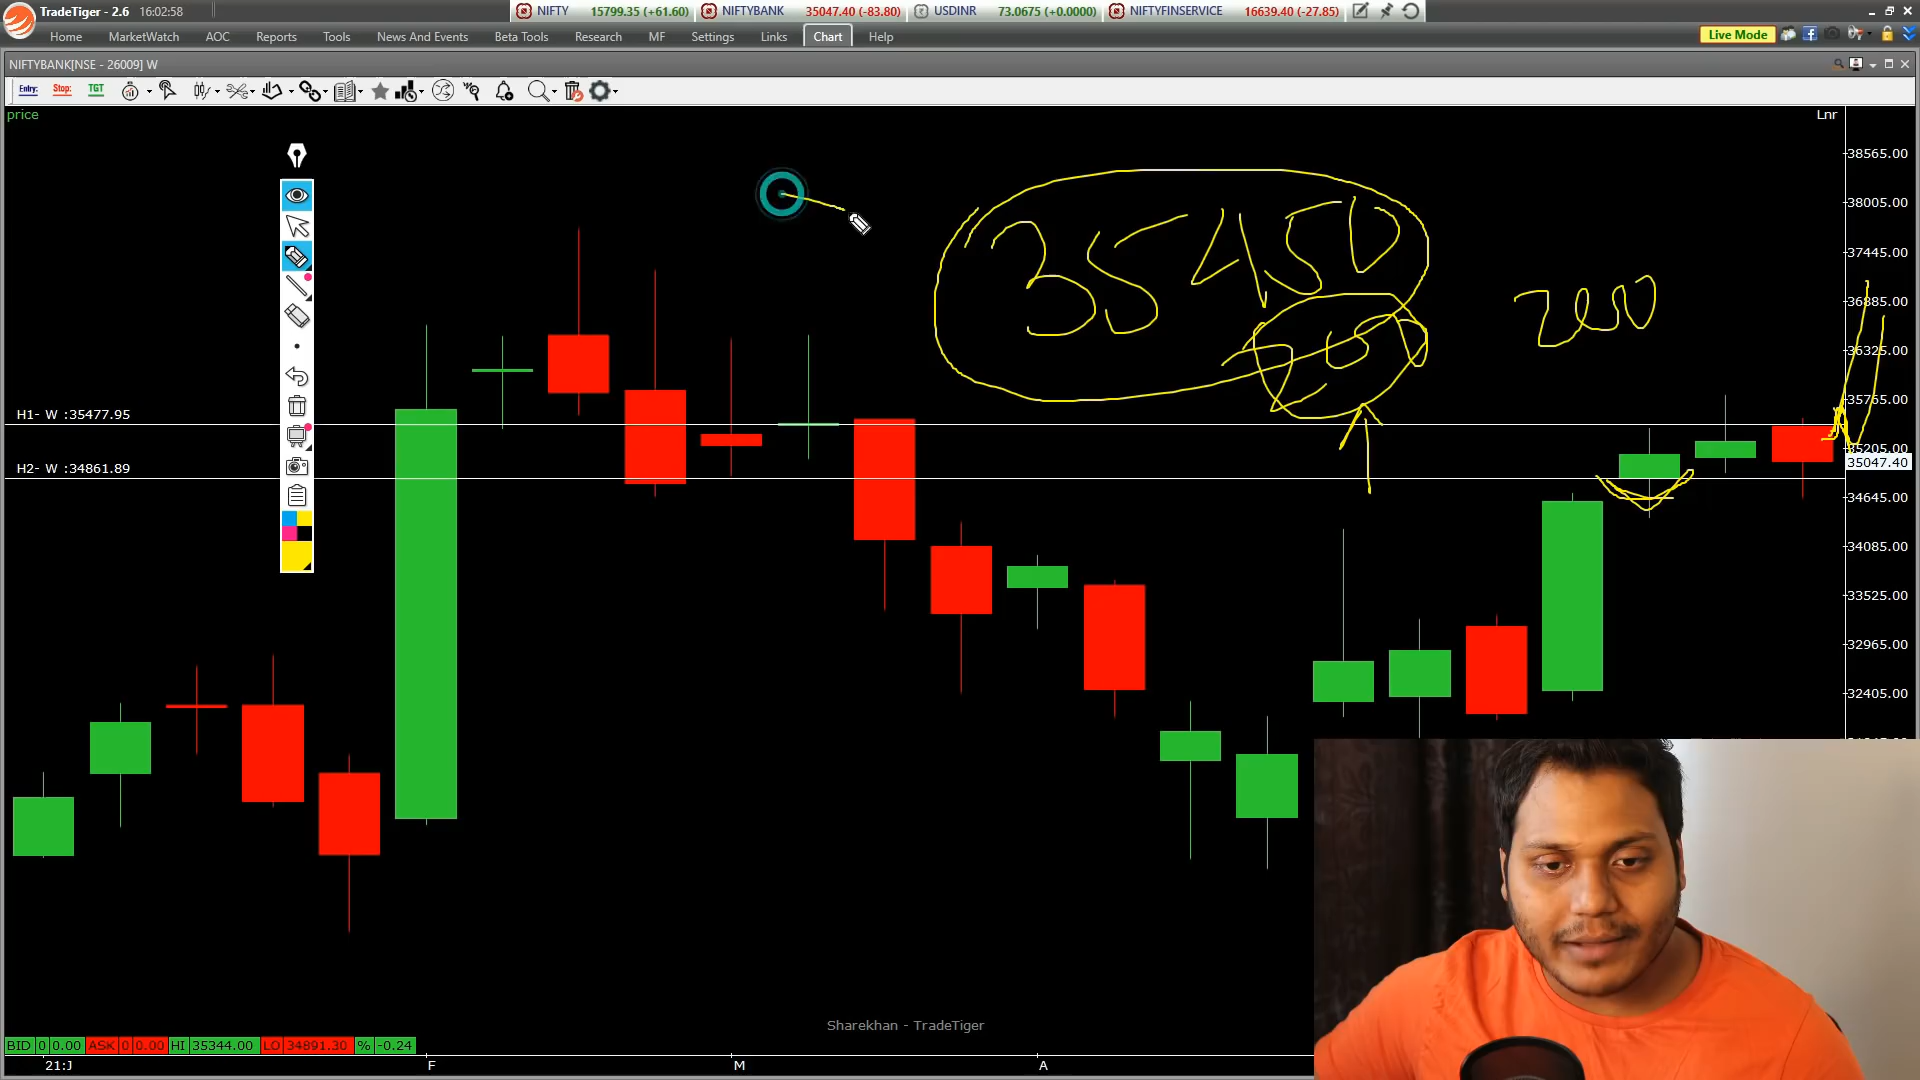 TradeTiger - 2.6 16:02:58
NIFTY 15799.35 (+61.60) NIFTYBANK 35047.40 (-83.80) USDINR 73.0675 (+0.0000) NIFTYFINSERVICE 16639.40 (-27.85)
Home MarketWatch AOC Reports Tools News And Events Beta Tools Research MF Settings Links Chart Help Live Mode
NIFTYBANK[NSE - 26009] W
Entry: Stop: TGT
price Lnr
38565.00
38005.00
35450
37445.00
36885.00
200
36325.00
200
35765.00
H1- W :35477.95
35205.00
35047.40
H2- W :34861.89
34645.00
34085.00
33525.00
32965.00
32405.00
Sharekhan - TradeTiger
BID 0 0.00 ASK 0 0.00 HI 35344.00 LO 34891.30 % -0.24
21:J F M A